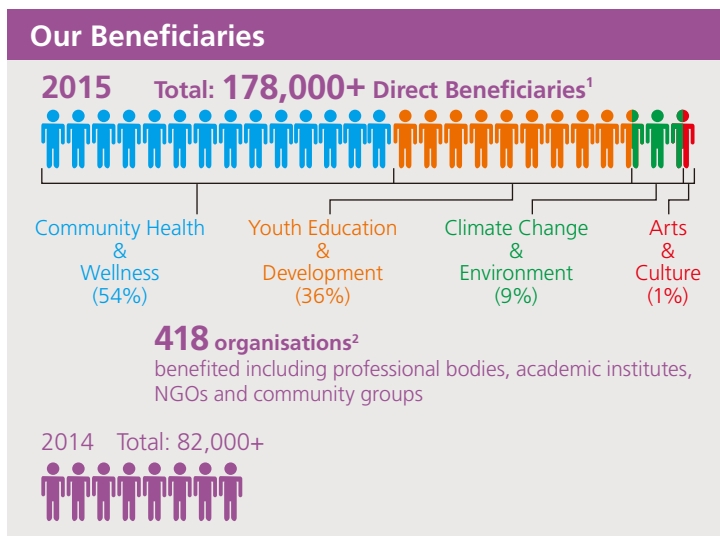 Our Beneficiaries
2015 Total: 178,000+ Direct Beneficiaries¹
Community Health
&
Wellness
(54%)
Youth Education
&
Development
(36%)
Climate Change
&
Environment
(9%)
Arts
&
Culture
(1%)
418 organisations²
benefited including professional bodies, academic institutes,
NGOs and community groups
2014 Total: 82,000+